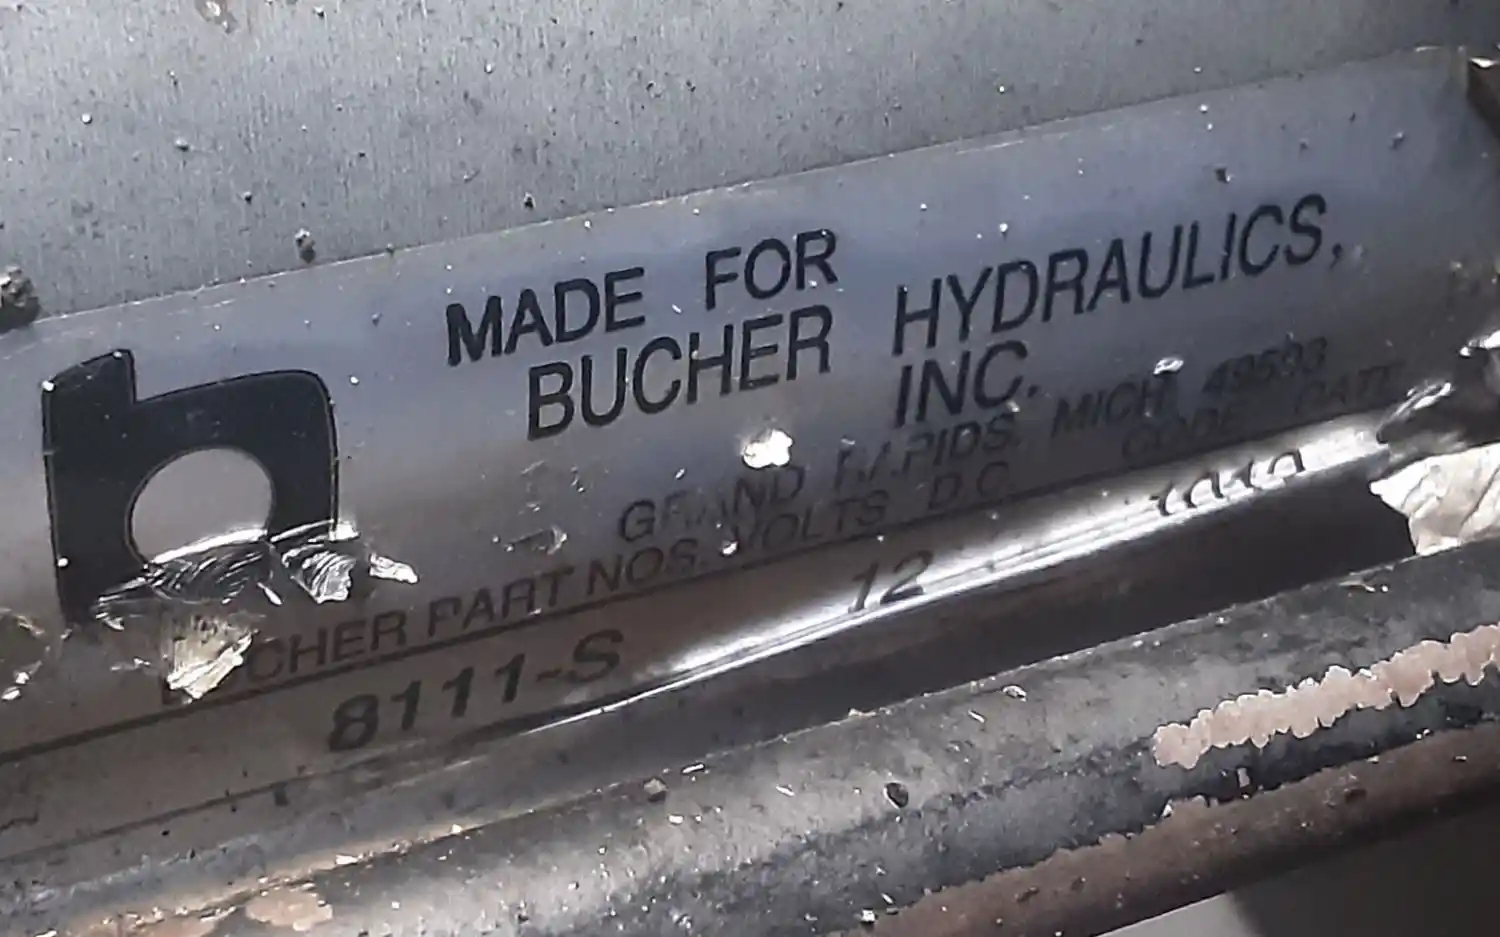 MADE FOR
BUCHER HYDRAULICS,
INC.
GRAND RAPIDS, MICH. 49503
BUCHER PART NOS. VOLTS D.C. CODE DATE
8111-S 12